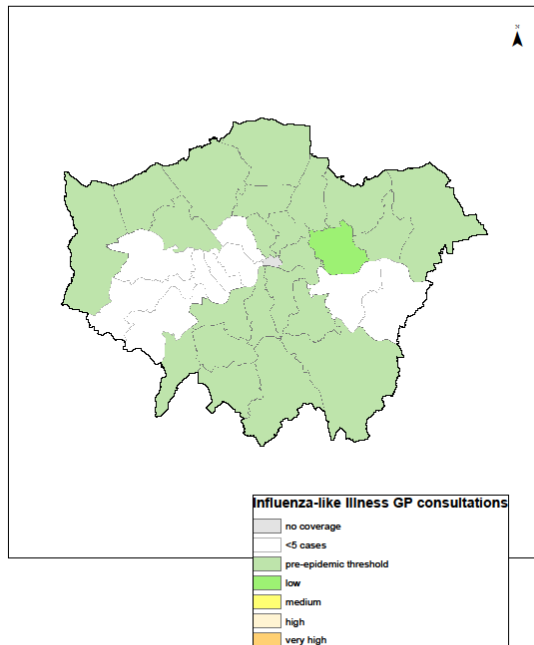 N
Influenza-like Illness GP consultations
no coverage
<5 cases
pre-epidemic threshold
low
medium
high
very high